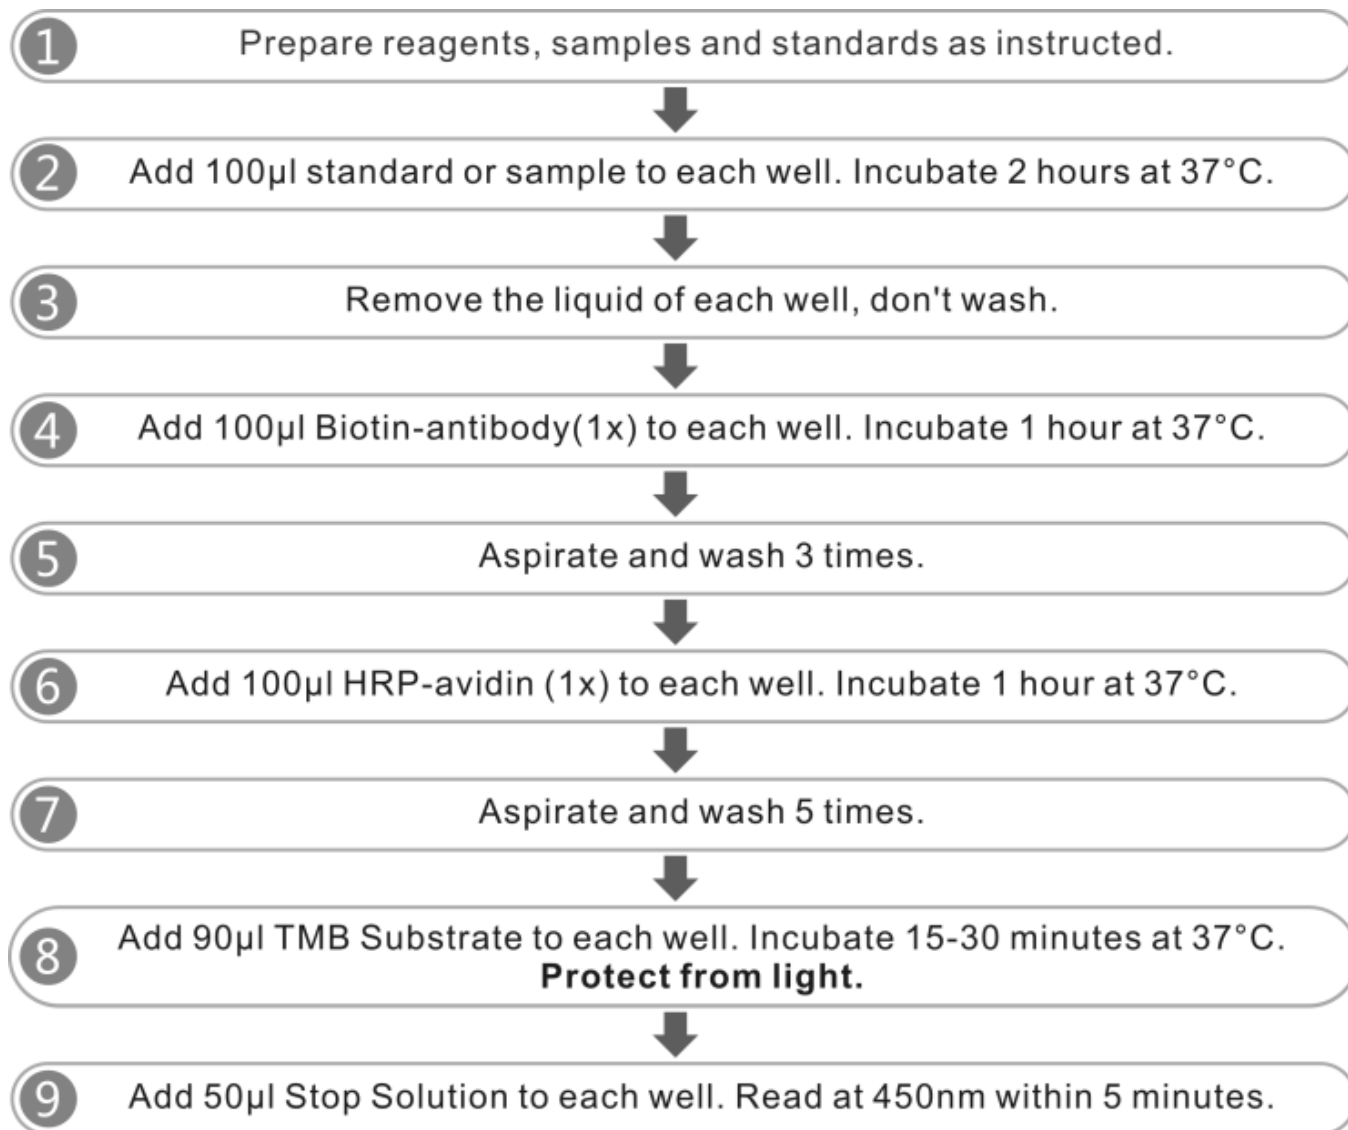 1 Prepare reagents, samples and standards as instructed.
2 Add 100µl standard or sample to each well. Incubate 2 hours at 37°C.
3 Remove the liquid of each well, don't wash.
4 Add 100µl Biotin-antibody(1x) to each well. Incubate 1 hour at 37°C.
5 Aspirate and wash 3 times.
6 Add 100µl HRP-avidin (1x) to each well. Incubate 1 hour at 37°C.
7 Aspirate and wash 5 times.
8 Add 90µl TMB Substrate to each well. Incubate 15-30 minutes at 37°C.
Protect from light.
9 Add 50µl Stop Solution to each well. Read at 450nm within 5 minutes.